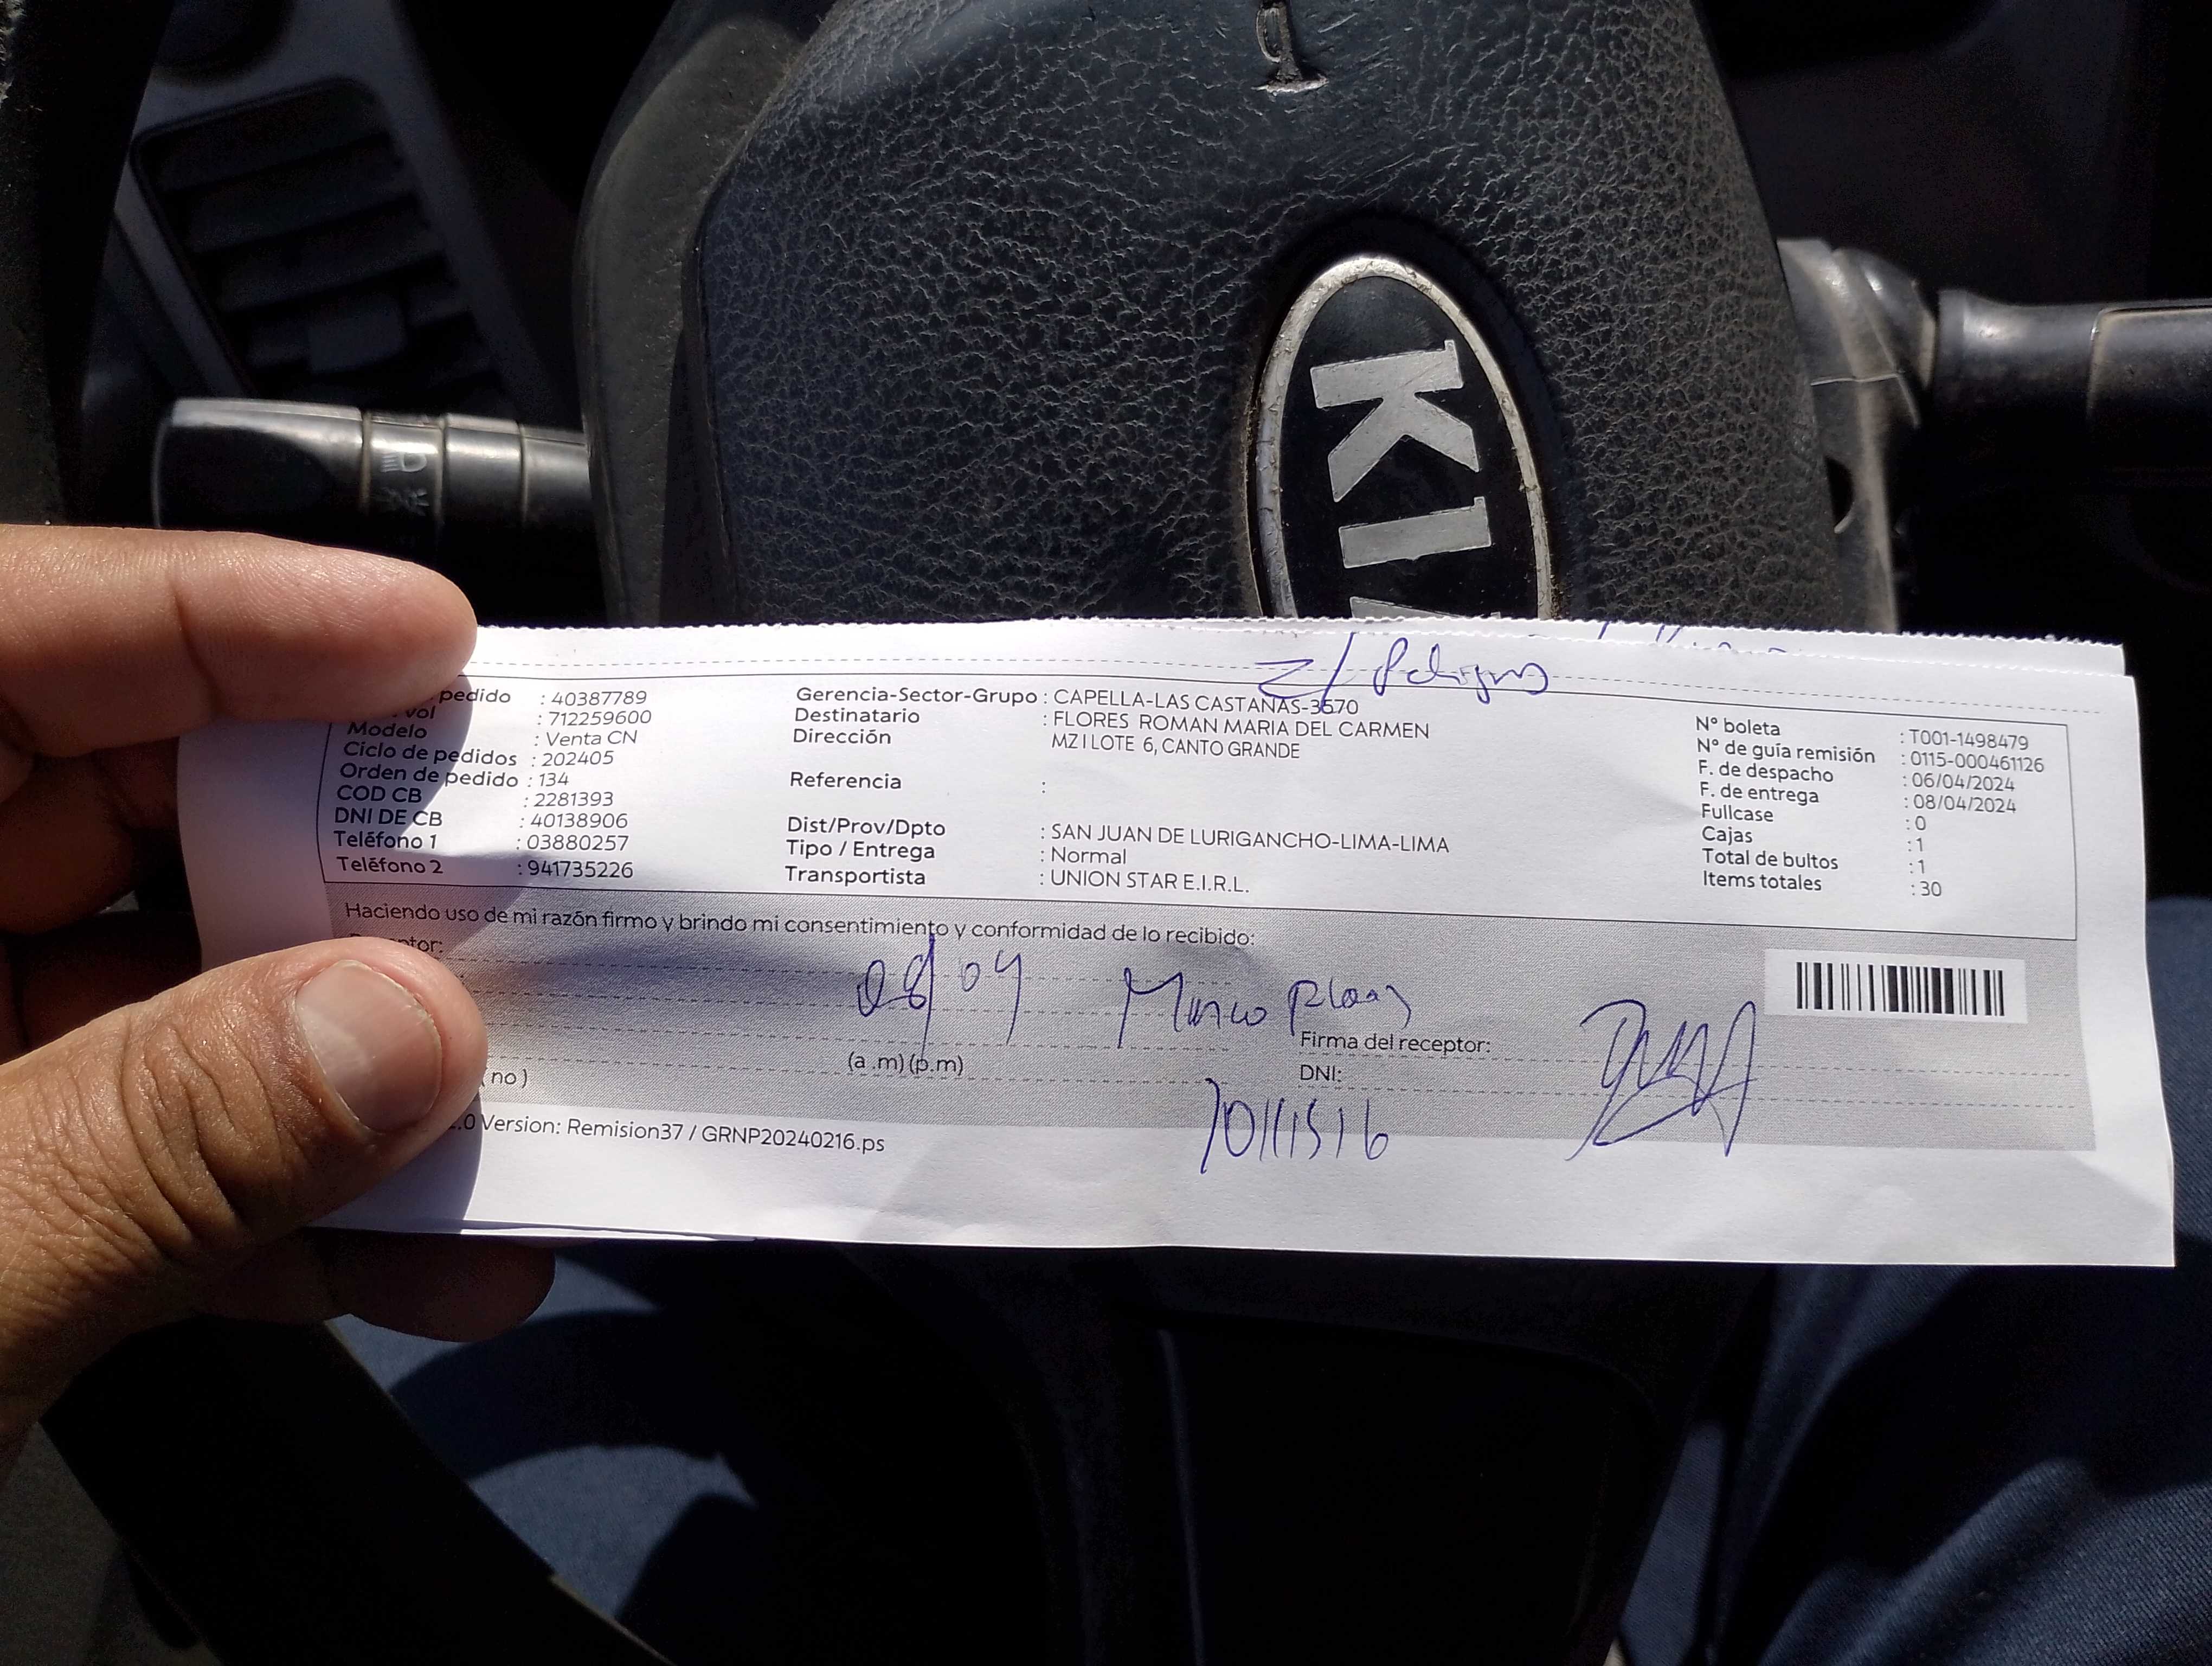 KIA
pedido : 40387789
vol : 712259600
Modelo : Venta CN
Ciclo de pedidos : 202405
Orden de pedido : 134
COD CB : 2281393
DNI DE CB : 40138906
Teléfono 1 : 03880257
Teléfono 2 : 941735226
Gerencia-Sector-Grupo : CAPELLA-LAS CASTAÑAS-3670
Destinatario : FLORES ROMAN MARIA DEL CARMEN
Dirección MZ I LOTE 6, CANTO GRANDE
Referencia :
Dist/Prov/Dpto : SAN JUAN DE LURIGANCHO-LIMA-LIMA
Tipo / Entrega : Normal
Transportista : UNION STAR E.I.R.L.
N° boleta : T001-1498479
N° de guía remisión : 0115-000461126
F. de despacho : 06/04/2024
F. de entrega : 08/04/2024
Fullcase : 0
Cajas : 1
Total de bultos : 1
Items totales : 30
Haciendo uso de mi razón firmo y brindo mi consentimiento y conformidad de lo recibido:
08/04 Marco
Firma del receptor:
(a.m) (p.m)
DNI:
(no)
.0 Version: Remision37 / GRNP20240216.ps